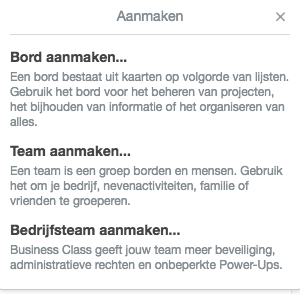 Aanmaken
Bord aanmaken...
Een bord bestaat uit kaarten op volgorde van lijsten.
Gebruik het bord voor het beheren van projecten,
het bijhouden van informatie of het organiseren van
alles.
Team aanmaken...
Een team is een groep borden en mensen. Gebruik
het om je bedrijf, nevenactiviteiten, familie of
vrienden te groeperen.
Bedrijfsteam aanmaken...
Business Class geeft jouw team meer beveiliging,
administratieve rechten en onbeperkte Power-Ups.